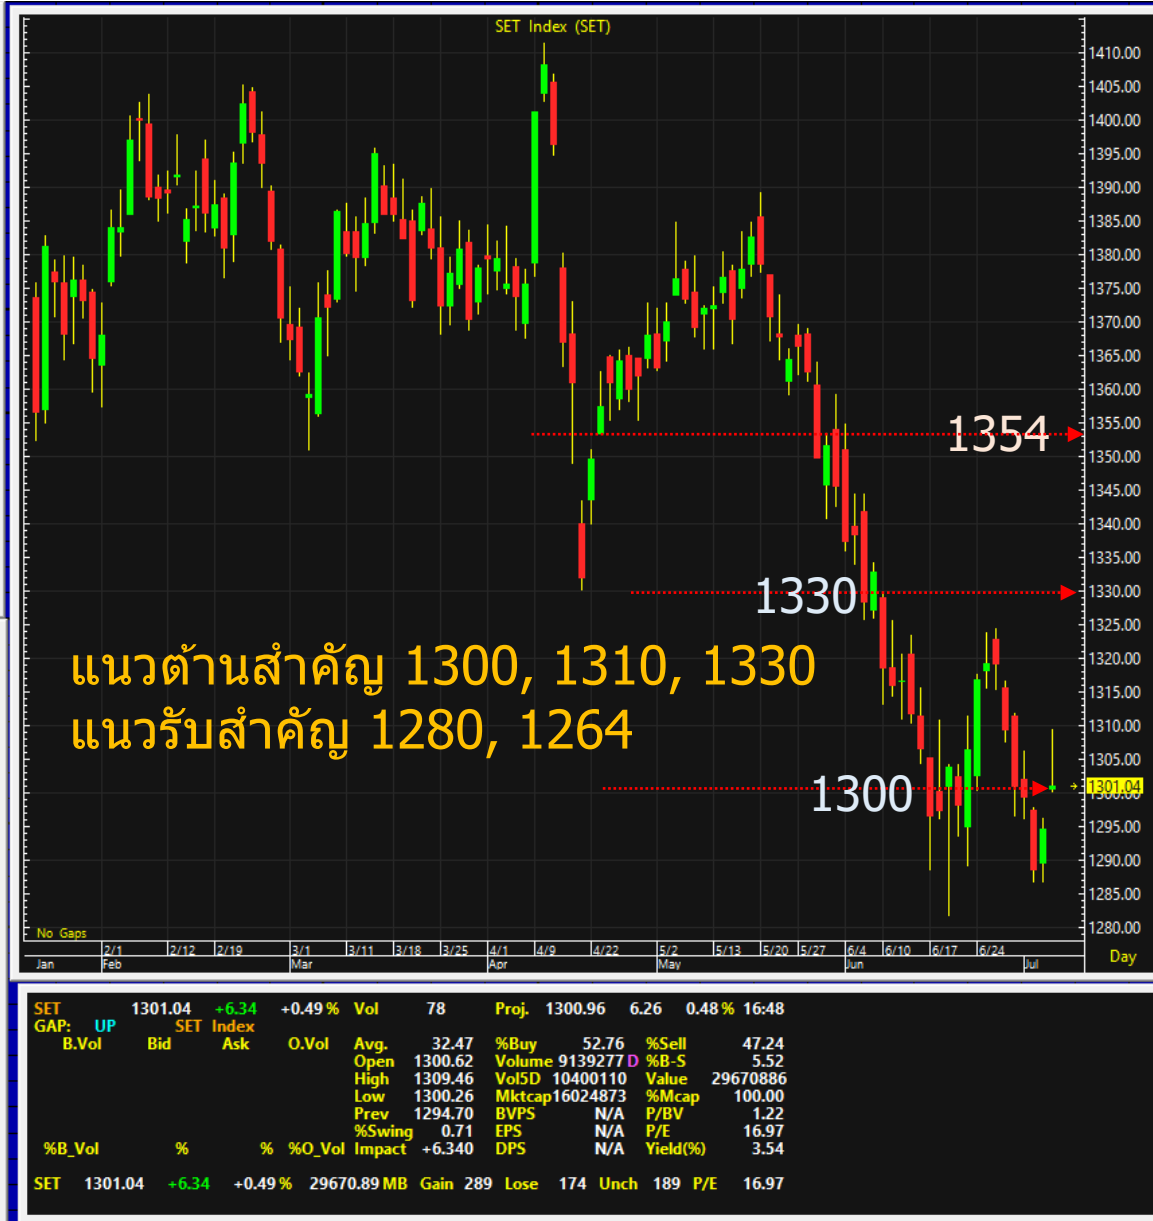 SET Index (SET)
1410.00
1405.00
1400.00
1395.00
1390.00
1385.00
1380.00
1375.00
1370.00
1365.00
1360.00
1355.00
1350.00
1345.00
1340.00
1335.00
1330.00
1325.00
1320.00
1315.00
1310.00
1305.00
1301.04
1300.00
1295.00
1290.00
1285.00
1280.00
1354
1330
แนวต้านสำคัญ 1300, 1310, 1330
แนวรับสำคัญ 1280, 1264
1300
No Gaps
2/1 2/12 2/19 3/1 3/11 3/18 3/25 4/1 4/9 4/22 5/2 5/13 5/20 5/27 6/4 6/10 6/17 6/24
Jan Feb Mar Apr May Jun Jul
Day
SET 1301.04 +6.34 +0.49% Vol 78 Proj. 1300.96 6.26 0.48% 16:48
GAP: UP SET Index
B.Vol Bid Ask O.Vol Avg. 32.47 %Buy 52.76 %Sell 47.24
Open 1300.62 Volume 9139277 D %B-S 5.52
High 1309.46 Vol5D 10400110 Value 29670886
Low 1300.26 Mktcap 16024873 %Mcap 100.00
Prev 1294.70 BVPS N/A P/BV 1.22
%Swing 0.71 EPS N/A P/E 16.97
%B_Vol % % %O_Vol Impact +6.340 DPS N/A Yield(%) 3.54
SET 1301.04 +6.34 +0.49% 29670.89 MB Gain 289 Lose 174 Unch 189 P/E 16.97